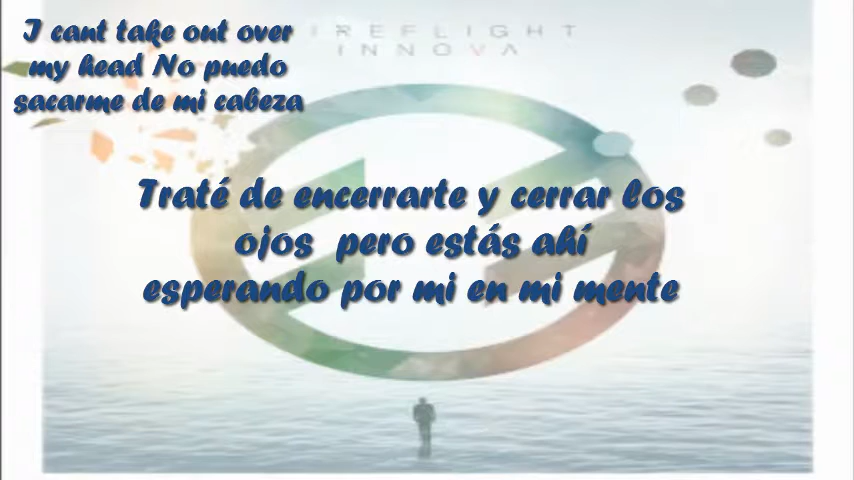 I cant take out over
my head No puedo
sacarme de mi cabeza
IREFLIGHT
INNOVA
Traté de encerrarte y cerrar los
ojos pero estás ahí
esperando por mi en mi mente